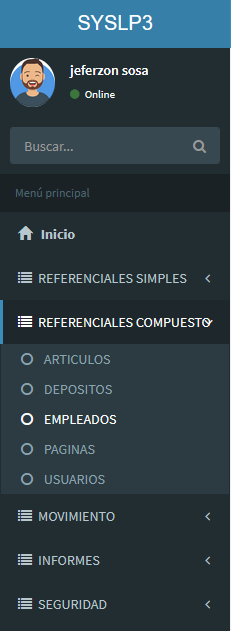 SYSLP3
jeferzon sosa
Online
Buscar...
Menú principal
Inicio
REFERENCIALES SIMPLES
REFERENCIALES COMPUESTO
ARTICULOS
DEPOSITOS
EMPLEADOS
PAGINAS
USUARIOS
MOVIMIENTO
INFORMES
SEGURIDAD